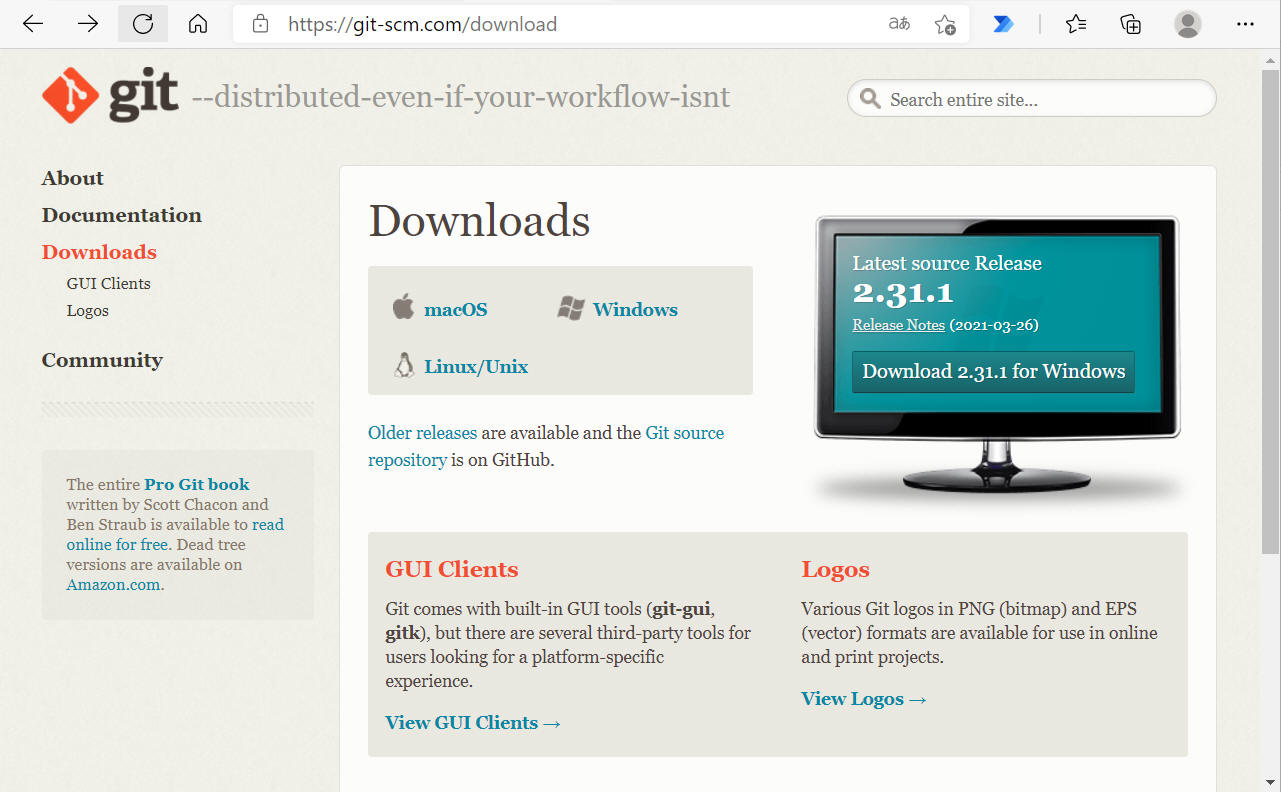 https://git-scm.com/download
aあ
git --distributed-even-if-your-workflow-isnt
Search entire site...
About
Documentation
Downloads
GUI Clients
Logos
Community
The entire Pro Git book
written by Scott Chacon and
Ben Straub is available to read
online for free. Dead tree
versions are available on
Amazon.com.
Downloads
macOS
Windows
Linux/Unix
Older releases are available and the Git source
repository is on GitHub.
Latest source Release
2.31.1
Release Notes (2021-03-26)
Download 2.31.1 for Windows
GUI Clients
Git comes with built-in GUI tools (git-gui,
gitk), but there are several third-party tools for
users looking for a platform-specific
experience.
View GUI Clients →
Logos
Various Git logos in PNG (bitmap) and EPS
(vector) formats are available for use in online
and print projects.
View Logos →